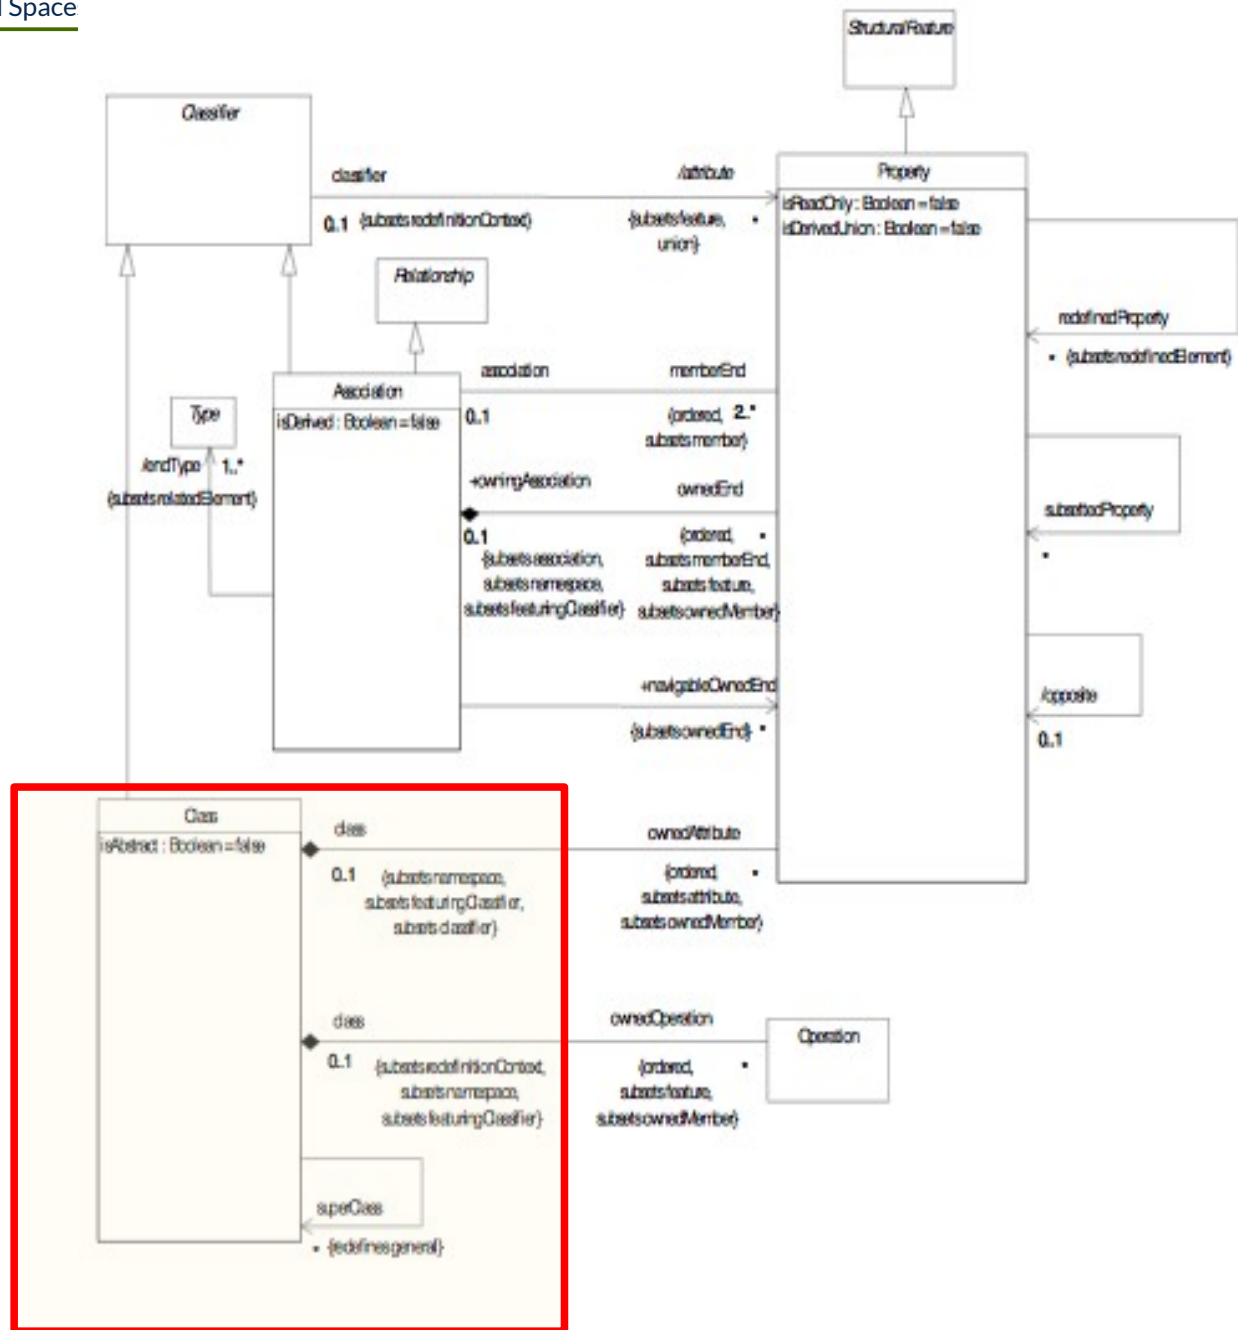 l Space
StructuralFeature
Classifier
Property
isReadOnly : Boolean = false
isDerivedUnion : Boolean = false
classifier
/attribute
0..1 {subsets redefinitionContext}
{subsets feature, *
union}
Relationship
redefinedProperty
* {subsets redefinedElement}
association
memberEnd
Association
isDerived : Boolean = false
0..1
{ordered, 2..*
subsets member}
Type
/endType 1..*
{subsets relatedElement}
+owningAssociation
ownedEnd
0..1
{subsets association,
subsets namespace,
subsets featuringClassifier}
{ordered, *
subsets memberEnd,
subsets feature,
subsets ownedMember}
subsettedProperty
*
+navigableOwnedEnd
{subsets ownedEnd} *
/opposite
0..1
Class
isAbstract : Boolean = false
class
ownedAttribute
0..1 {subsets namespace,
subsets featuringClassifier,
subsets classifier}
{ordered, *
subsets attribute,
subsets ownedMember}
class
ownedOperation
Operation
0..1 {subsets redefinitionContext,
subsets namespace,
subsets featuringClassifier}
{ordered, *
subsets feature,
subsets ownedMember}
superClass
* {redefines general}